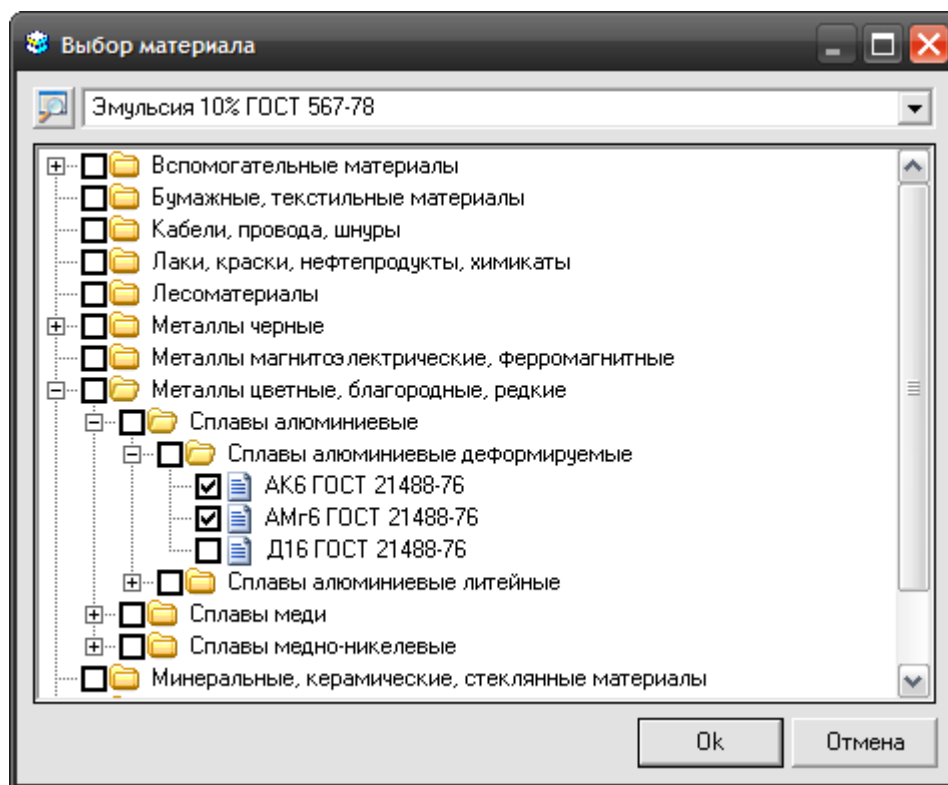 Выбор материала
Эмульсия 10% ГОСТ 567-78
Вспомогательные материалы
Бумажные, текстильные материалы
Кабели, провода, шнуры
Лаки, краски, нефтепродукты, химикаты
Лесоматериалы
Металлы черные
Металлы магнитоэлектрические, ферромагнитные
Металлы цветные, благородные, редкие
Сплавы алюминиевые
Сплавы алюминиевые деформируемые
АК6 ГОСТ 21488-76
АМг6 ГОСТ 21488-76
Д16 ГОСТ 21488-76
Сплавы алюминиевые литейные
Сплавы меди
Сплавы медно-никелевые
Минеральные, керамические, стеклянные материалы
Ok Отмена